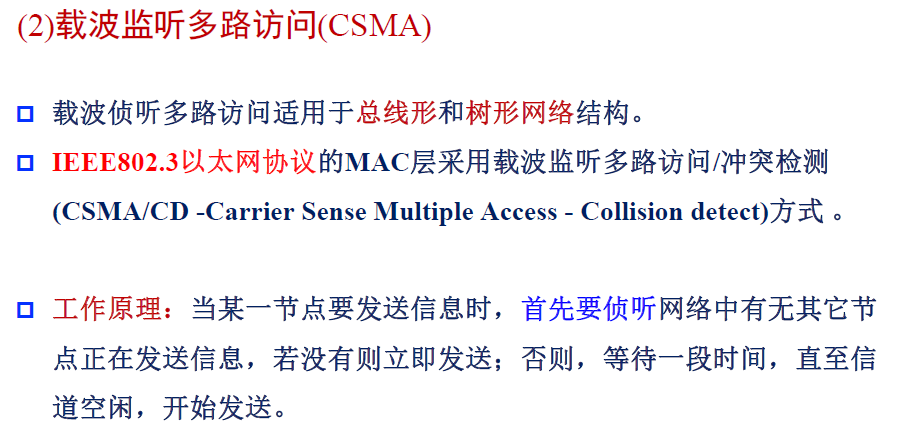 (2)载波监听多路访问(CSMA)
载波侦听多路访问适用于总线形和树形网络结构。
IEEE802.3以太网协议的MAC层采用载波监听多路访问/冲突检测
(CSMA/CD -Carrier Sense Multiple Access - Collision detect)方式 。
工作原理：当某一节点要发送信息时，首先要侦听网络中有无其它节
点正在发送信息，若没有则立即发送；否则，等待一段时间，直至信
道空闲，开始发送。